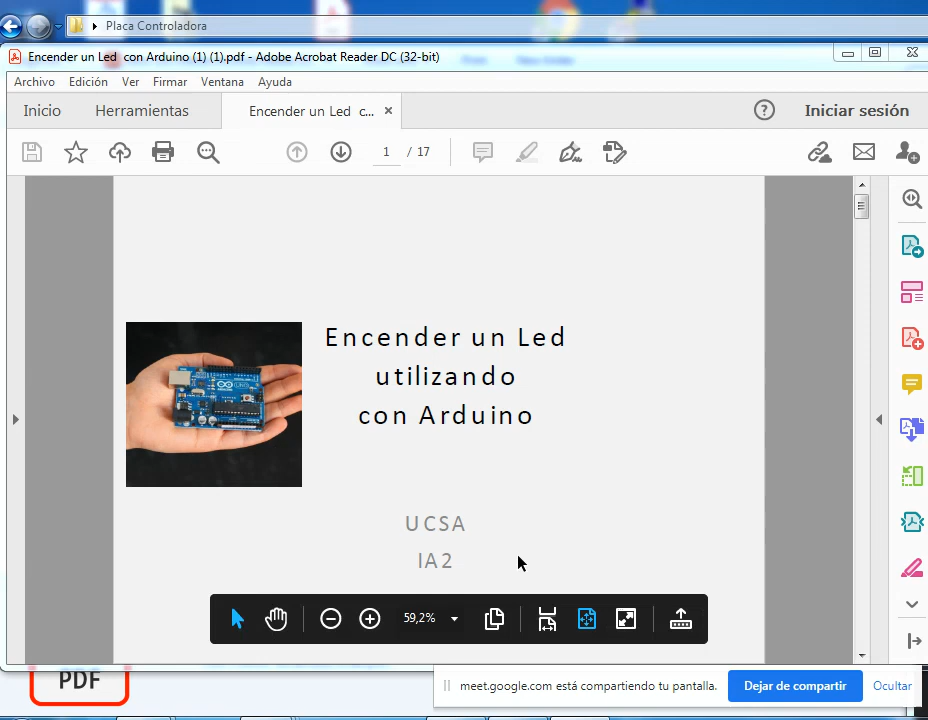 Placa Controladora
Encender un Led con Arduino (1) (1).pdf - Adobe Acrobat Reader DC (32-bit)
Archivo Edición Ver Firmar Ventana Ayuda
Inicio Herramientas Encender un Led c... Iniciar sesión
1 / 17
Encender un Led
utilizando
con Arduino
UCSA
IA2
59,2%
PDF
meet.google.com está compartiendo tu pantalla. Dejar de compartir Ocultar